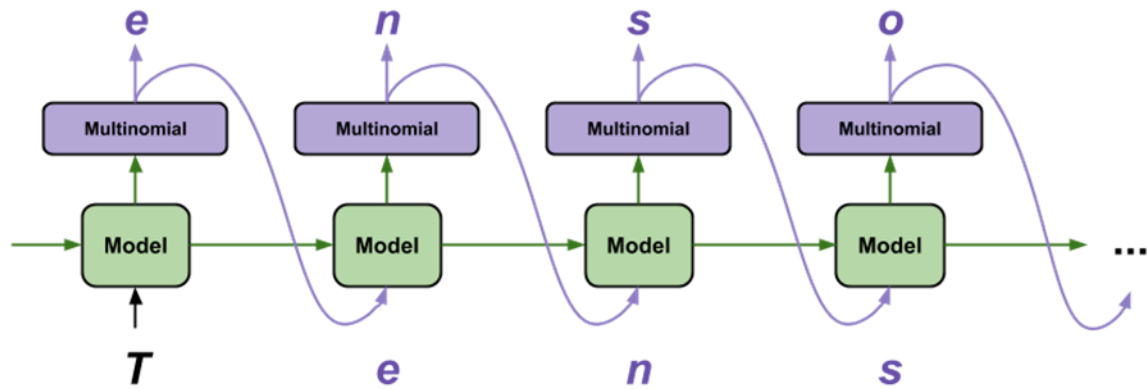 e n s o
Multinomial Multinomial Multinomial Multinomial
Model Model Model Model ...
T e n s